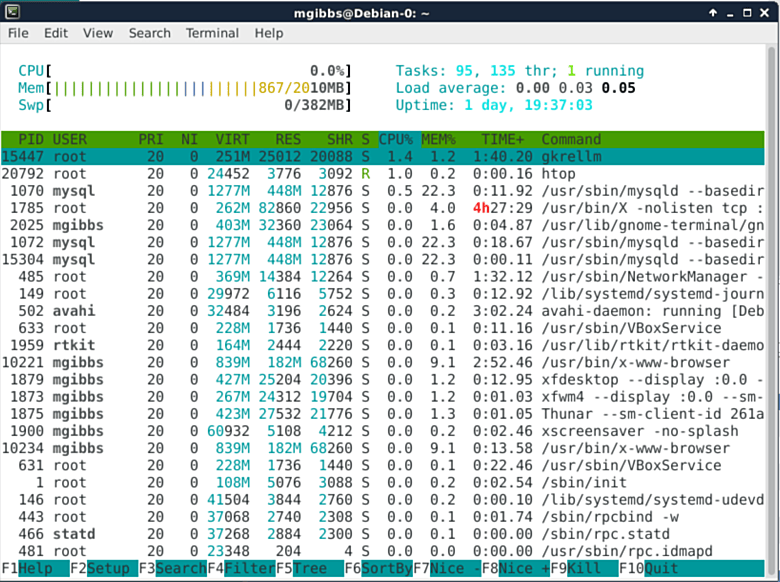 mgibbs@Debian-0: ~
File Edit View Search Terminal Help
CPU[ 0.0%] Tasks: 95, 135 thr; 1 running
Mem[||||||||||||||||||||||||867/2010MB] Load average: 0.00 0.03 0.05
Swp[ 0/382MB] Uptime: 1 day, 19:37:03
PID USER PRI NI VIRT RES SHR S CPU% MEM% TIME+ Command
15447 root 20 0 251M 25012 20088 S 1.4 1.2 1:40.20 gkrellm
20792 root 20 0 24452 3776 3092 R 1.0 0.2 0:00.16 htop
1070 mysql 20 0 1277M 448M 12876 S 0.5 22.3 0:11.92 /usr/sbin/mysqld --basedir
1785 root 20 0 262M 82860 22956 S 0.0 4.0 4h27:29 /usr/bin/X -nolisten tcp :
2025 mgibbs 20 0 403M 32360 23064 S 0.0 1.6 0:04.87 /usr/lib/gnome-terminal/gn
1072 mysql 20 0 1277M 448M 12876 S 0.0 22.3 0:18.67 /usr/sbin/mysqld --basedir
15304 mysql 20 0 1277M 448M 12876 S 0.0 22.3 0:00.11 /usr/sbin/mysqld --basedir
485 root 20 0 369M 14384 12264 S 0.0 0.7 1:32.12 /usr/sbin/NetworkManager -
149 root 20 0 29972 6116 5752 S 0.0 0.3 0:12.92 /lib/systemd/systemd-journ
502 avahi 20 0 32484 3196 2624 S 0.0 0.2 3:02.24 avahi-daemon: running [Deb
633 root 20 0 228M 1736 1440 S 0.0 0.1 0:11.16 /usr/sbin/VBoxService
1959 rtkit 20 0 164M 2444 2220 S 0.0 0.1 0:03.16 /usr/lib/rtkit/rtkit-daemo
10221 mgibbs 20 0 839M 182M 68260 S 0.0 9.1 2:52.46 /usr/bin/x-www-browser
1879 mgibbs 20 0 427M 25204 20396 S 0.0 1.2 0:12.95 xfdesktop --display :0.0 -
1873 mgibbs 20 0 267M 24312 19704 S 0.0 1.2 0:01.03 xfwm4 --display :0.0 --sm-
1875 mgibbs 20 0 423M 27532 21776 S 0.0 1.3 0:01.05 Thunar --sm-client-id 261a
1900 mgibbs 20 0 60932 5108 4212 S 0.0 0.2 0:02.46 xscreensaver -no-splash
10234 mgibbs 20 0 839M 182M 68260 S 0.0 9.1 0:13.58 /usr/bin/x-www-browser
631 root 20 0 228M 1736 1440 S 0.0 0.1 0:22.46 /usr/sbin/VBoxService
1 root 20 0 108M 5076 3088 S 0.0 0.2 0:02.54 /sbin/init
146 root 20 0 41504 3844 2760 S 0.0 0.2 0:00.10 /lib/systemd/systemd-udevd
443 root 20 0 37068 2740 2308 S 0.0 0.1 0:01.74 /sbin/rpcbind -w
466 statd 20 0 37268 2884 2300 S 0.0 0.1 0:00.00 /sbin/rpc.statd
481 root 20 0 23348 204 4 S 0.0 0.0 0:00.00 /usr/sbin/rpc.idmapd
F1Help F2Setup F3SearchF4FilterF5Tree F6SortByF7Nice -F8Nice +F9Kill F10Quit